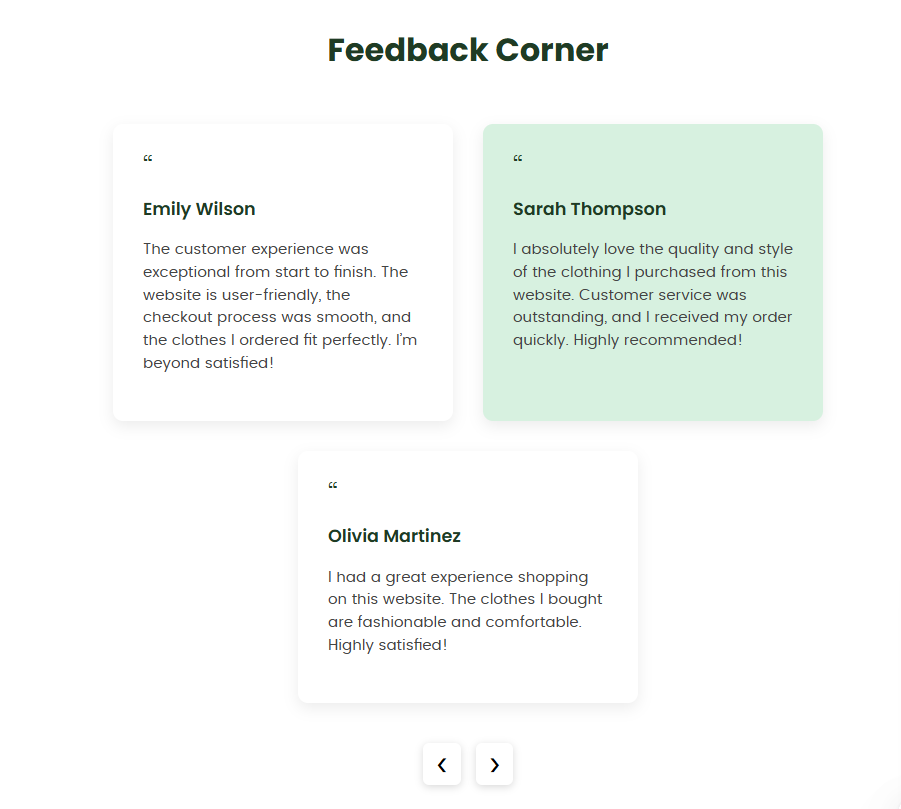 Feedback Corner
“
Emily Wilson
The customer experience was
exceptional from start to finish. The
website is user-friendly, the
checkout process was smooth, and
the clothes I ordered fit perfectly. I'm
beyond satisfied!
“
Sarah Thompson
I absolutely love the quality and style
of the clothing I purchased from this
website. Customer service was
outstanding, and I received my order
quickly. Highly recommended!
“
Olivia Martinez
I had a great experience shopping
on this website. The clothes I bought
are fashionable and comfortable.
Highly satisfied!
‹ ›